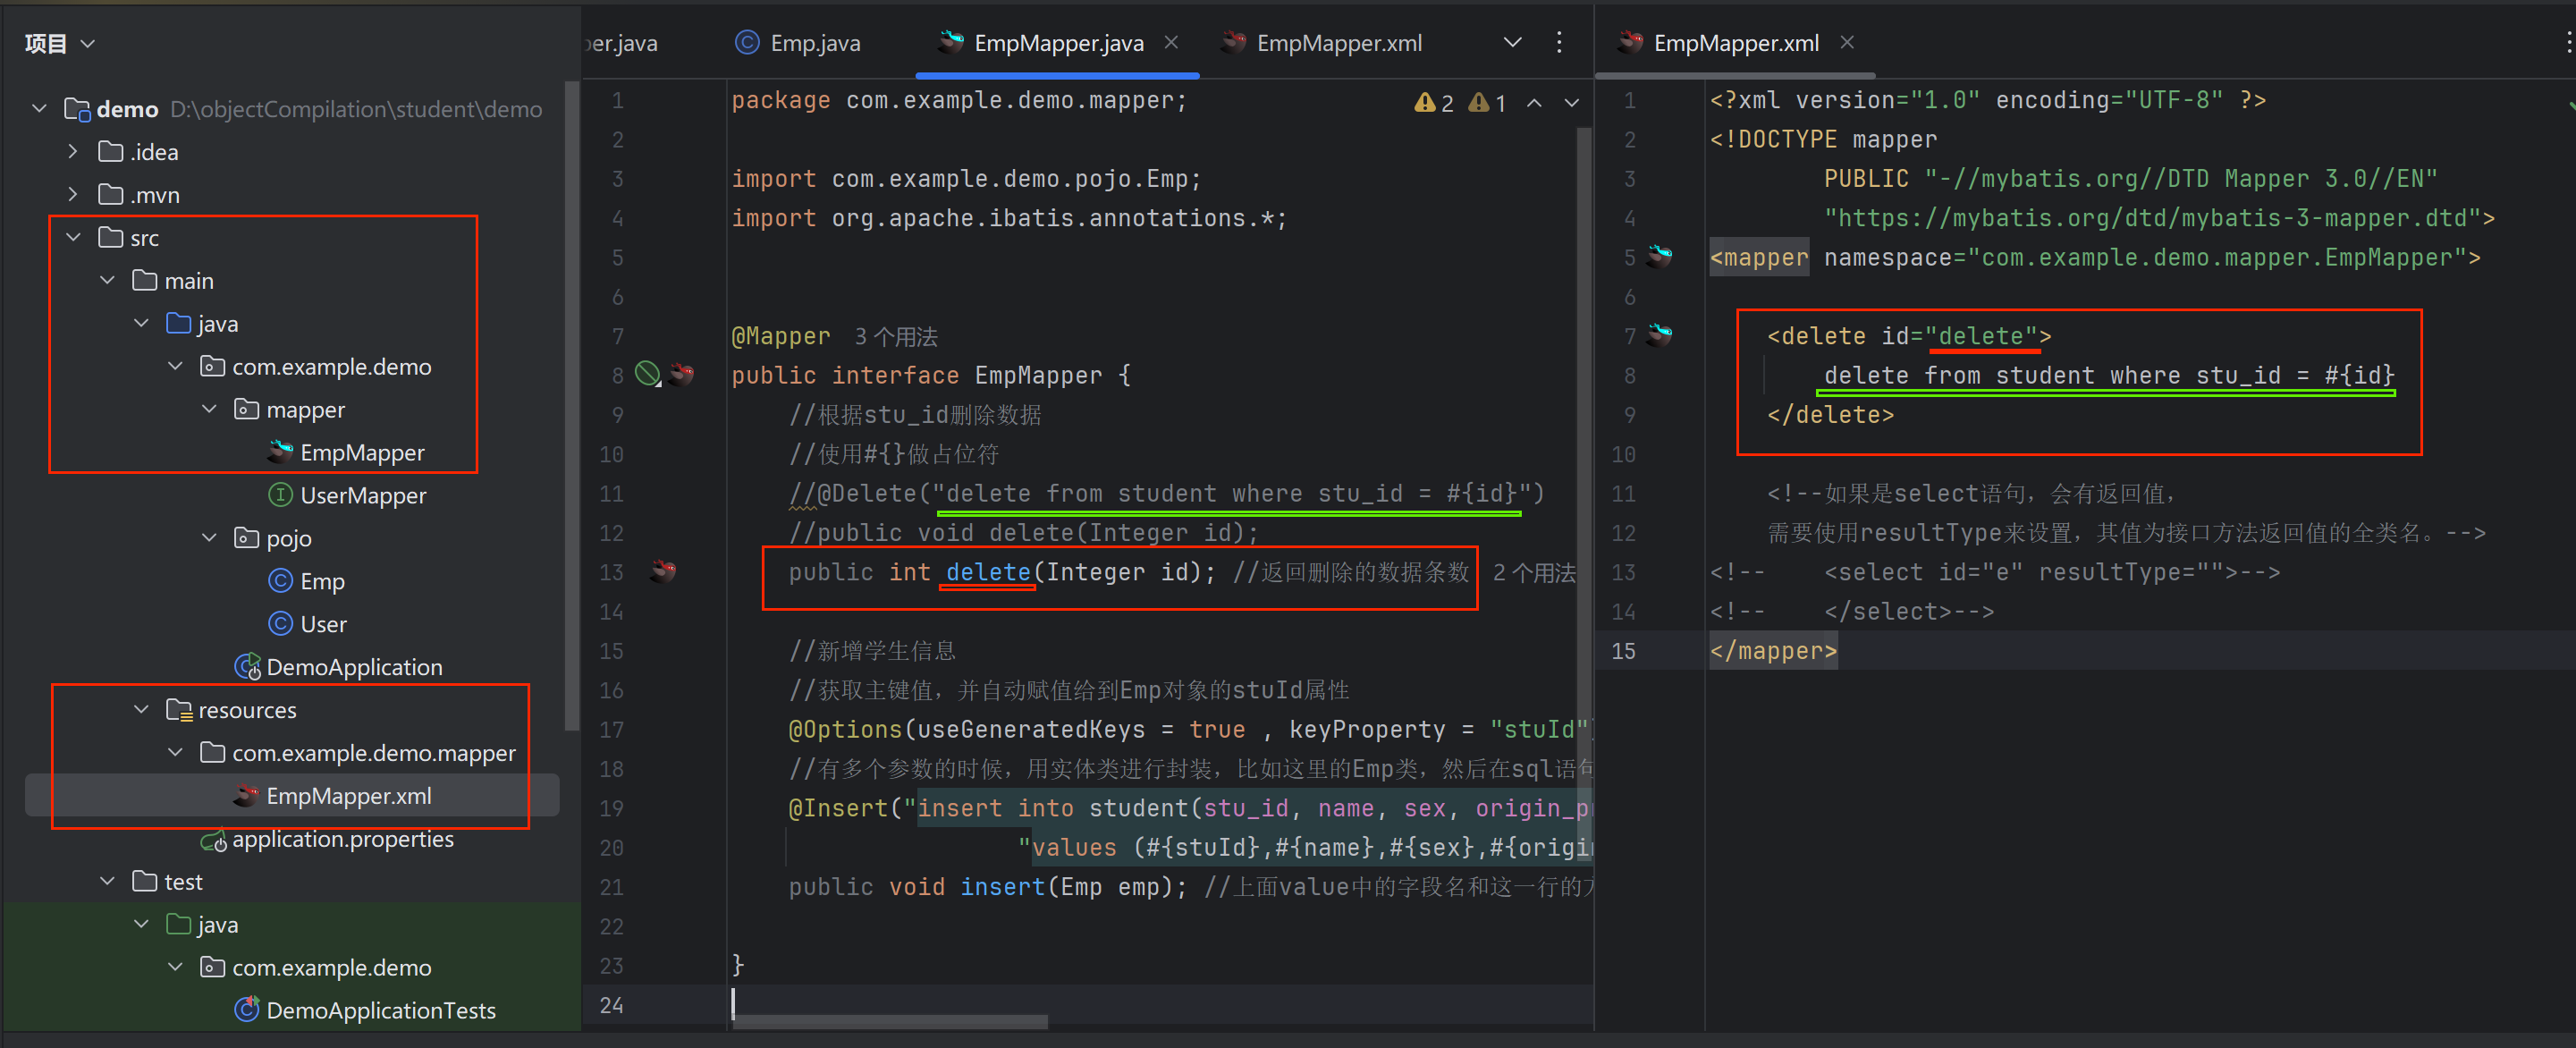 项目
demo D:\objectCompilation\student\demo
.idea
.mvn
src
main
java
com.example.demo
mapper
EmpMapper
UserMapper
pojo
Emp
User
DemoApplication
resources
com.example.demo.mapper
EmpMapper.xml
application.properties
test
java
com.example.demo
DemoApplicationTests
per.java Emp.java EmpMapper.java EmpMapper.xml
2 1
1 package com.example.demo.mapper;
2
3 import com.example.demo.pojo.Emp;
4 import org.apache.ibatis.annotations.*;
5
6
7 @Mapper 3 个用法
8 public interface EmpMapper {
9 //根据stu_id删除数据
10 //使用#{}做占位符
11 //@Delete("delete from student where stu_id = #{id}")
12 //public void delete(Integer id);
13 public int delete(Integer id); //返回删除的数据条数 2 个用法
14
15 //新增学生信息
16 //获取主键值，并自动赋值给到Emp对象的stuId属性
17 @Options(useGeneratedKeys = true , keyProperty = "stuId")
18 //有多个参数的时候，用实体类进行封装，比如这里的Emp类，然后在sql语句
19 @Insert("insert into student(stu_id, name, sex, origin_p
20 "values (#{stuId},#{name},#{sex},#{origi
21 public void insert(Emp emp); //上面value中的字段名和这一行的
22
23 }
24
EmpMapper.xml
1 <?xml version="1.0" encoding="UTF-8" ?>
2 <!DOCTYPE mapper
3 PUBLIC "-//mybatis.org//DTD Mapper 3.0//EN"
4 "https://mybatis.org/dtd/mybatis-3-mapper.dtd">
5 <mapper namespace="com.example.demo.mapper.EmpMapper">
6
7 <delete id="delete">
8 delete from student where stu_id = #{id}
9 </delete>
10
11 <!--如果是select语句，会有返回值，
12 需要使用resultType来设置，其值为接口方法返回值的全类名。-->
13 <!-- <select id="e" resultType="">-->
14 <!-- </select>-->
15 </mapper>